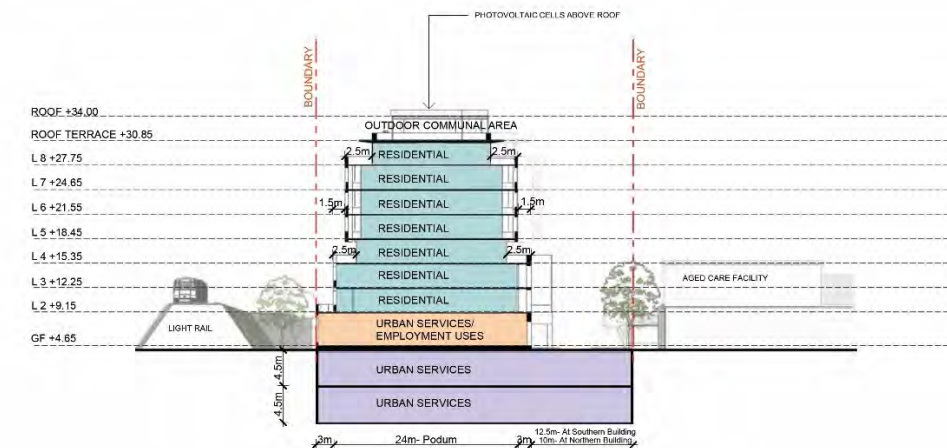 PHOTOVOLTAIC CELLS ABOVE ROOF
BOUNDARY
BOUNDARY
ROOF +34.00
OUTDOOR COMMUNAL AREA
ROOF TERRACE +30.85
2.5m
RESIDENTIAL
2.5m
L 8 +27.75
RESIDENTIAL
L 7 +24.65
1.5m
RESIDENTIAL
1.5m
L 6 +21.55
RESIDENTIAL
L 5 +18.45
2.5m
RESIDENTIAL
2.5m
L 4 +15.35
RESIDENTIAL
AGED CARE FACILITY
L 3 +12.25
RESIDENTIAL
L 2 +9.15
LIGHT RAIL
URBAN SERVICES/
EMPLOYMENT USES
GF +4.65
4.5m
URBAN SERVICES
4.5m
URBAN SERVICES
3m
24m- Podum
3m
12.5m- At Southern Building
10m- At Northern Building